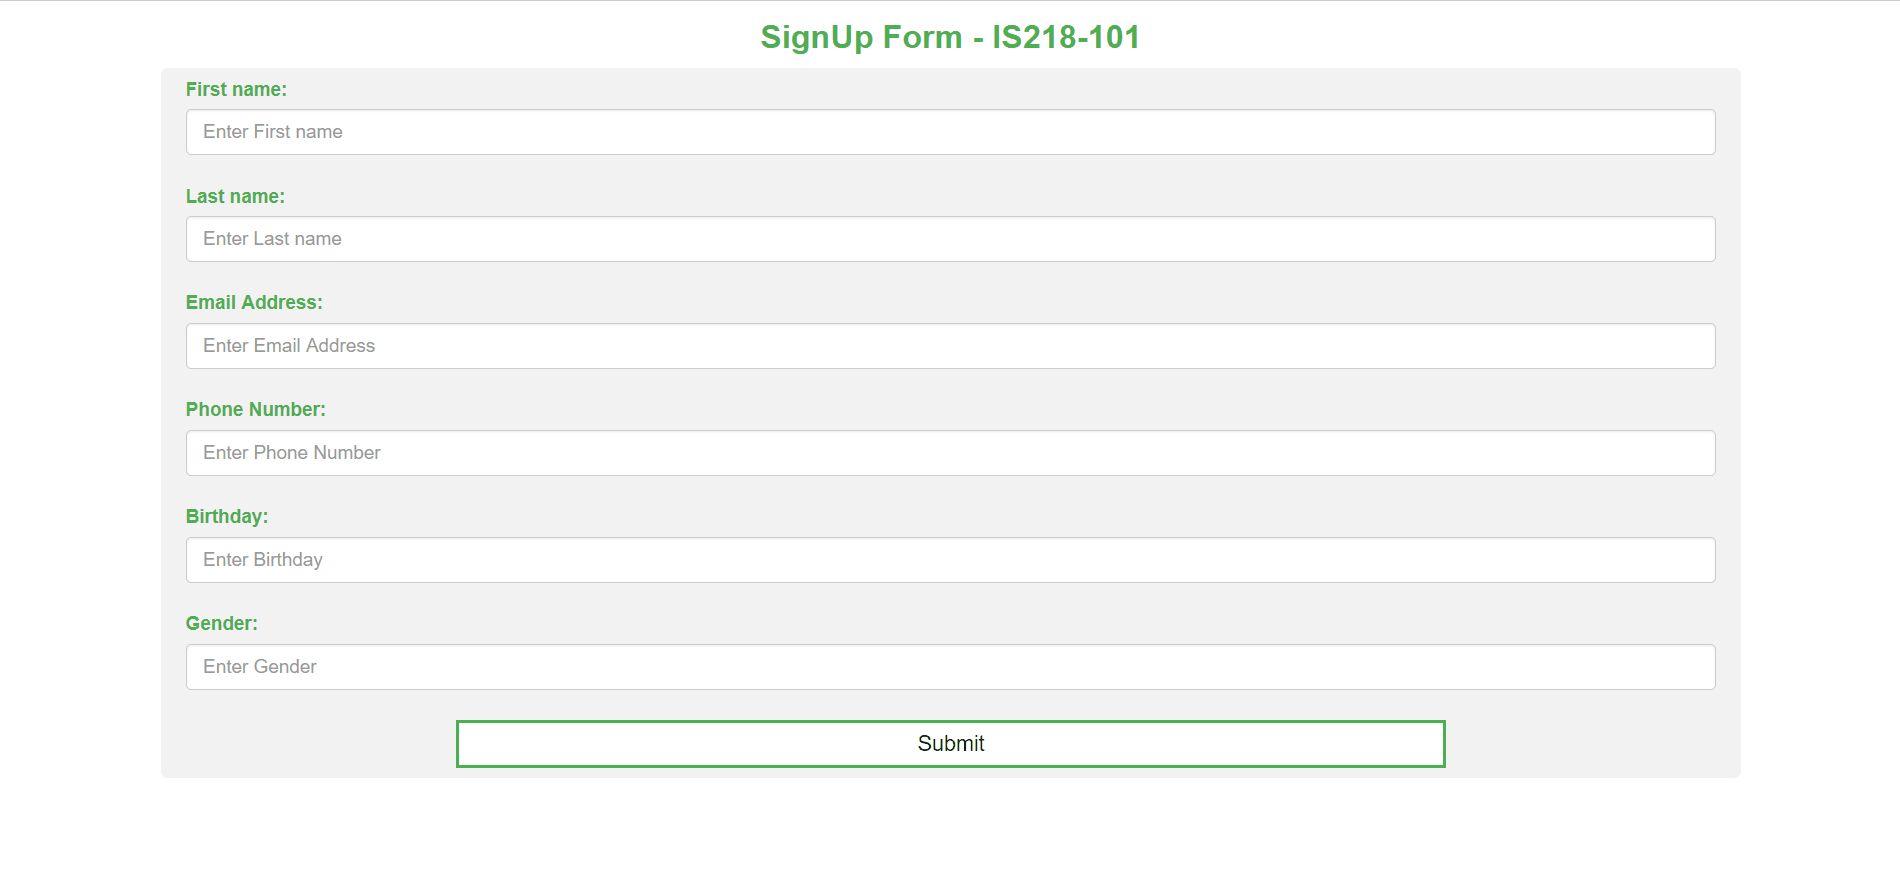 SignUp Form - IS218-101
First name:
Enter First name
Last name:
Enter Last name
Email Address:
Enter Email Address
Phone Number:
Enter Phone Number
Birthday:
Enter Birthday
Gender:
Enter Gender
Submit